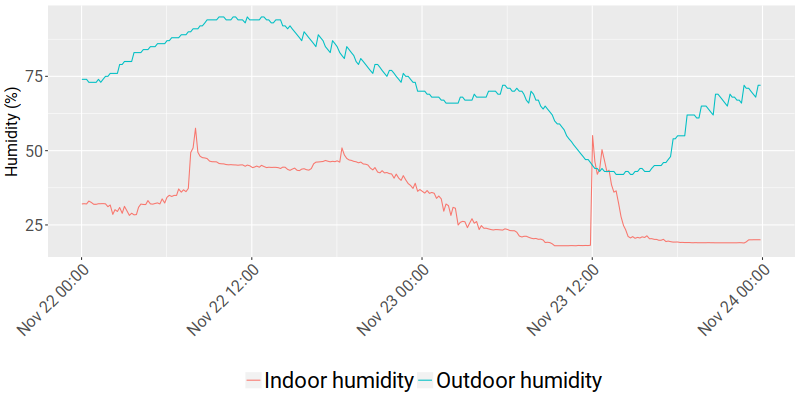 Humidity (%)
75
50
25
Nov 22 00:00
Nov 22 12:00
Nov 23 00:00
Nov 23 12:00
Nov 24 00:00
Indoor humidity
Outdoor humidity